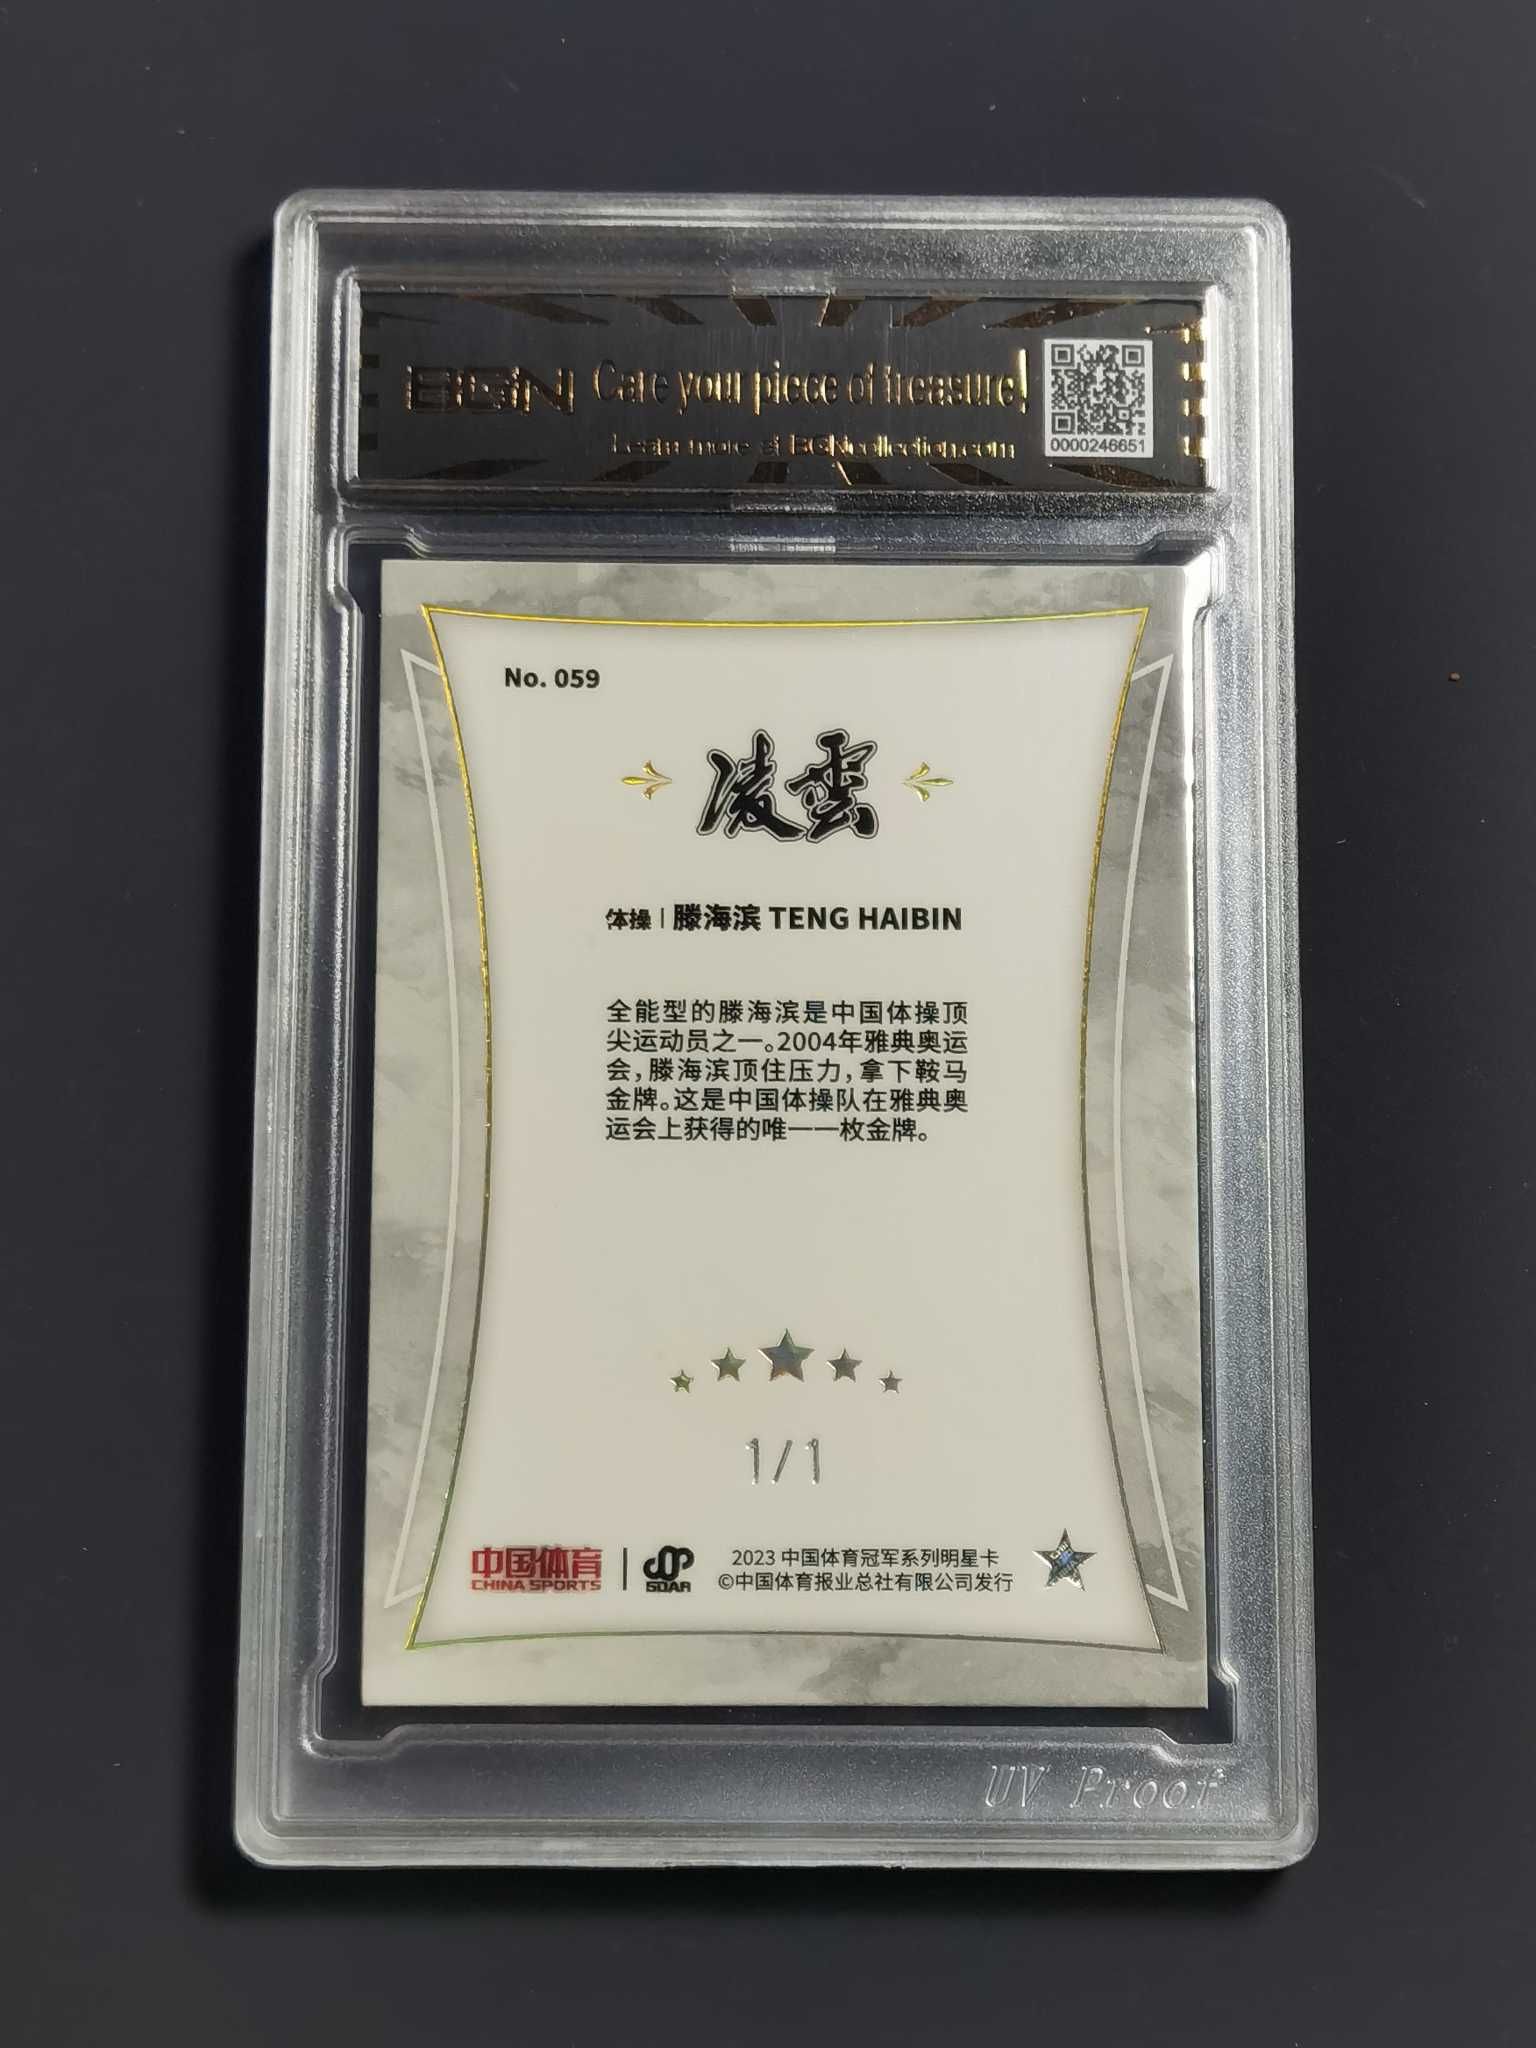 BGN Care your piece of treasure!
Learn more at BGNcollection.com
0000246651
No. 059
凌雲
体操 | 滕海滨 TENG HAIBIN
全能型的滕海滨是中国体操顶
尖运动员之一。2004年雅典奥运
会,滕海滨顶住压力,拿下鞍马
金牌。这是中国体操队在雅典奥
运会上获得的唯一一枚金牌。
1/1
中国体育
CHINA SPORTS
SOAR
2023 中国体育冠军系列明星卡
©中国体育报业总社有限公司发行
UV Proof